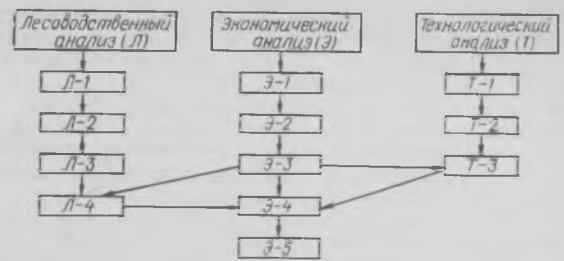 Лесоводственный
анализ (Л)
Экономический
анализ (Э)
Технологический
анализ (Т)
Л-1
Э-1
Т-1
Л-2
Э-2
Т-2
Л-3
Э-3
Т-3
Л-4
Э-4
Э-5